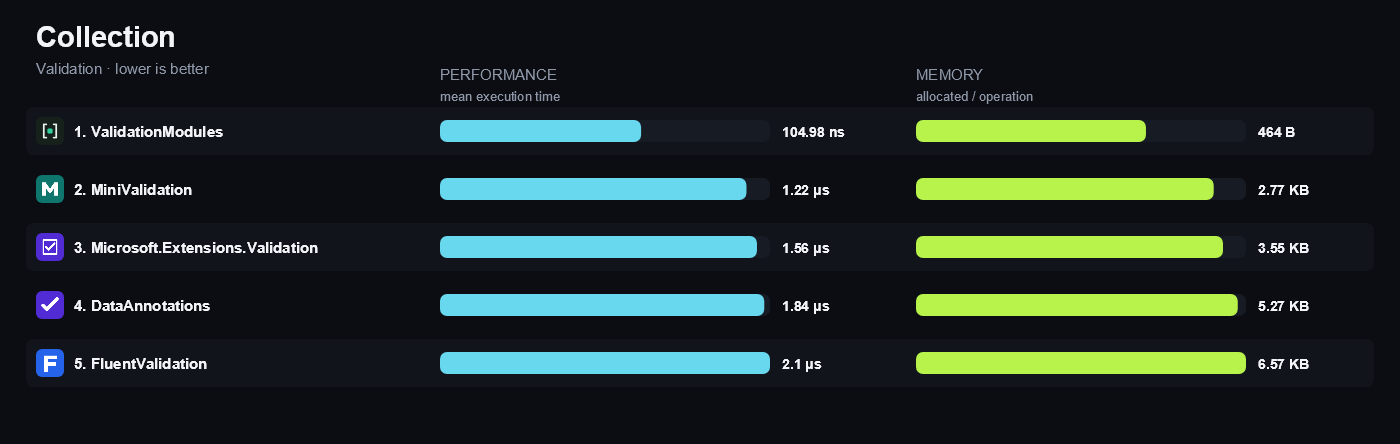 Collection
Validation · lower is better
PERFORMANCE MEMORY
mean execution time allocated / operation
1. ValidationModules 104.98 ns 464 B
M 2. MiniValidation 1.22 µs 2.77 KB
3. Microsoft.Extensions.Validation 1.56 µs 3.55 KB
4. DataAnnotations 1.84 µs 5.27 KB
F 5. FluentValidation 2.1 µs 6.57 KB